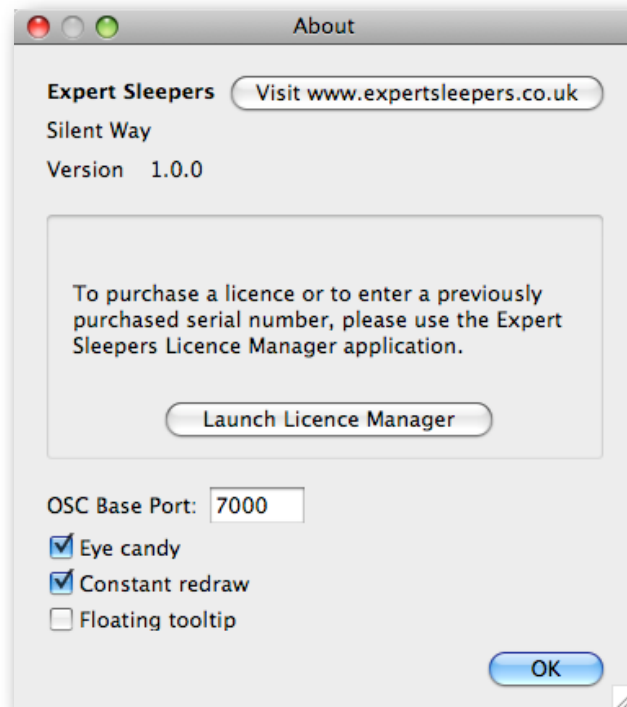 About
Expert Sleepers Visit www.expertsleepers.co.uk
Silent Way
Version 1.0.0
To purchase a licence or to enter a previously
purchased serial number, please use the Expert
Sleepers Licence Manager application.
Launch Licence Manager
OSC Base Port: 7000
Eye candy
Constant redraw
Floating tooltip
OK